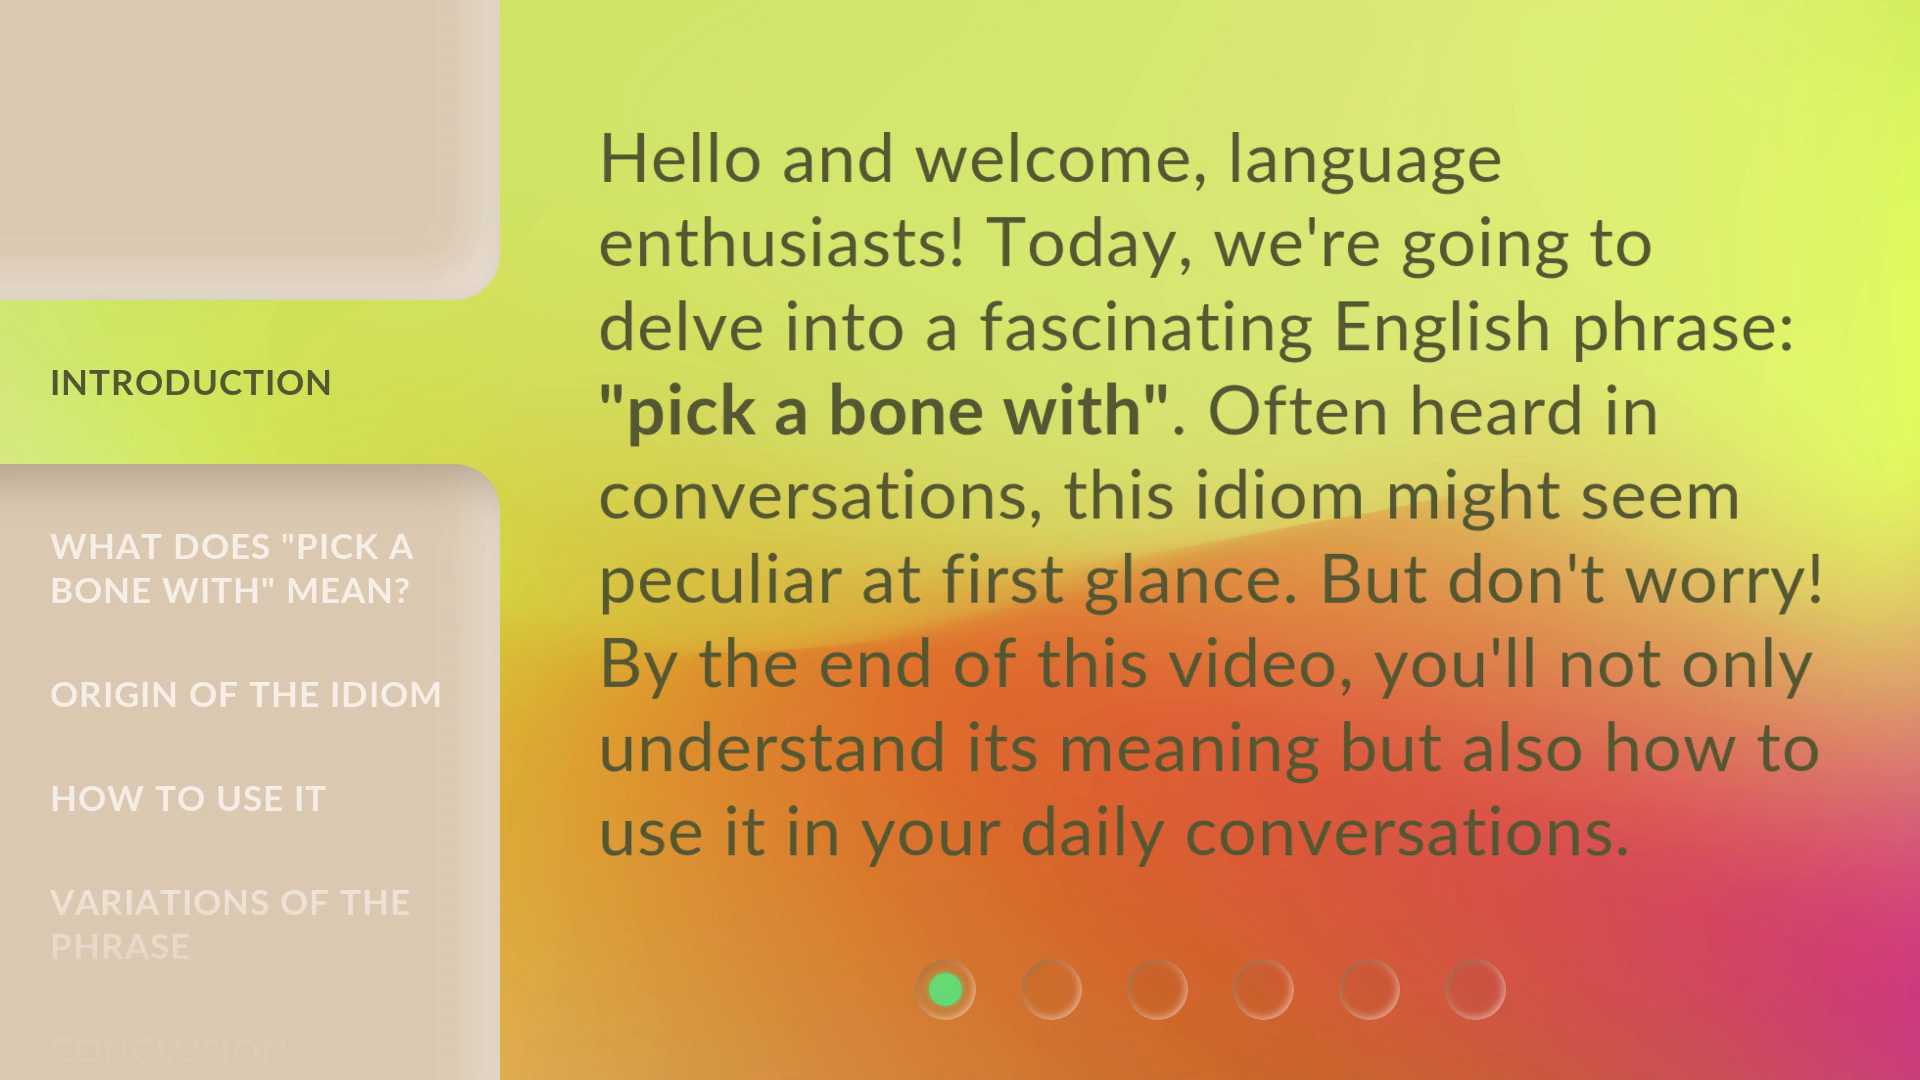 INTRODUCTION
WHAT DOES "PICK A
BONE WITH" MEAN?
ORIGIN OF THE IDIOM
HOW TO USE IT
VARIATIONS OF THE
PHRASE
CONCLUSION
Hello and welcome, language
enthusiasts! Today, we're going to
delve into a fascinating English phrase:
"pick a bone with". Often heard in
conversations, this idiom might seem
peculiar at first glance. But don't worry!
By the end of this video, you'll not only
understand its meaning but also how to
use it in your daily conversations.